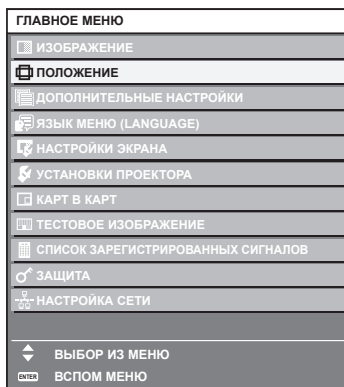 ГЛАВНОЕ МЕНЮ
ИЗОБРАЖЕНИЕ
ПОЛОЖЕНИЕ
ДОПОЛНИТЕЛЬНЫЕ НАСТРОЙКИ
ЯЗЫК МЕНЮ (LANGUAGE)
НАСТРОЙКИ ЭКРАНА
УСТАНОВКИ ПРОЕКТОРА
КАРТ В КАРТ
ТЕСТОВОЕ ИЗОБРАЖЕНИЕ
СПИСОК ЗАРЕГИСТРИРОВАННЫХ СИГНАЛОВ
ЗАЩИТА
НАСТРОЙКА СЕТИ
ВЫБОР ИЗ МЕНЮ
ENTER ВСПОМ МЕНЮ